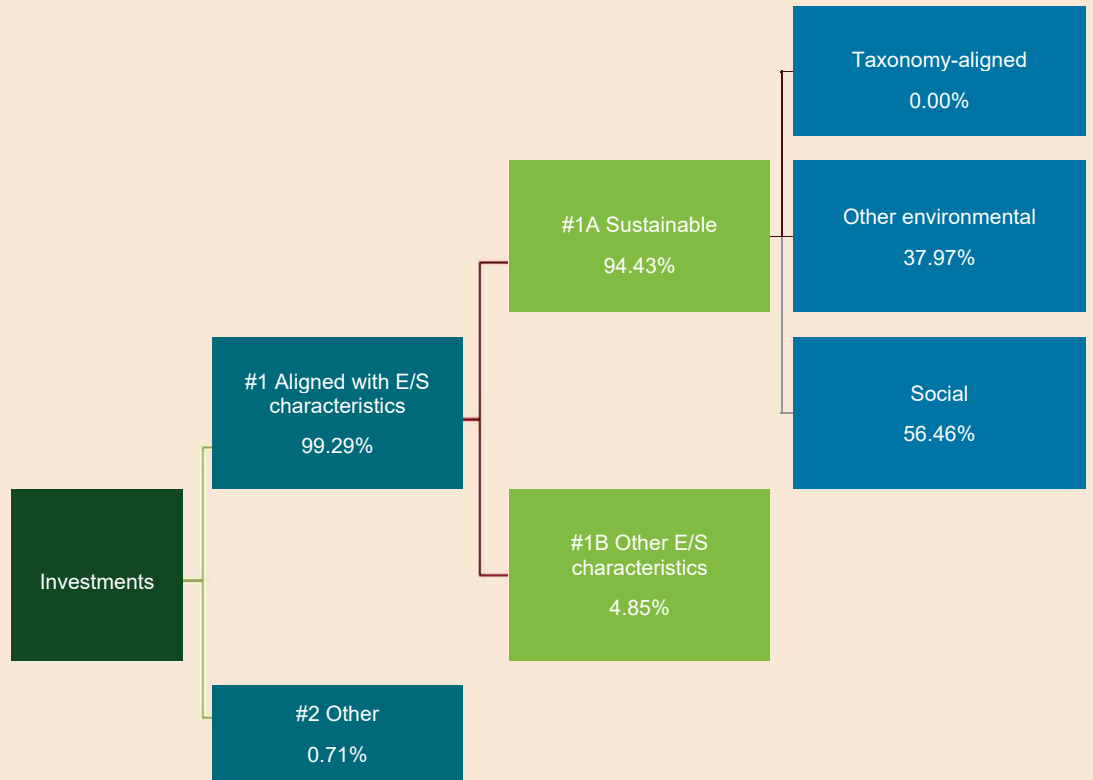 Investments
#1 Aligned with E/S
characteristics
99.29%
#2 Other
0.71%
#1A Sustainable
94.43%
#1B Other E/S
characteristics
4.85%
Taxonomy-aligned
0.00%
Other environmental
37.97%
Social
56.46%